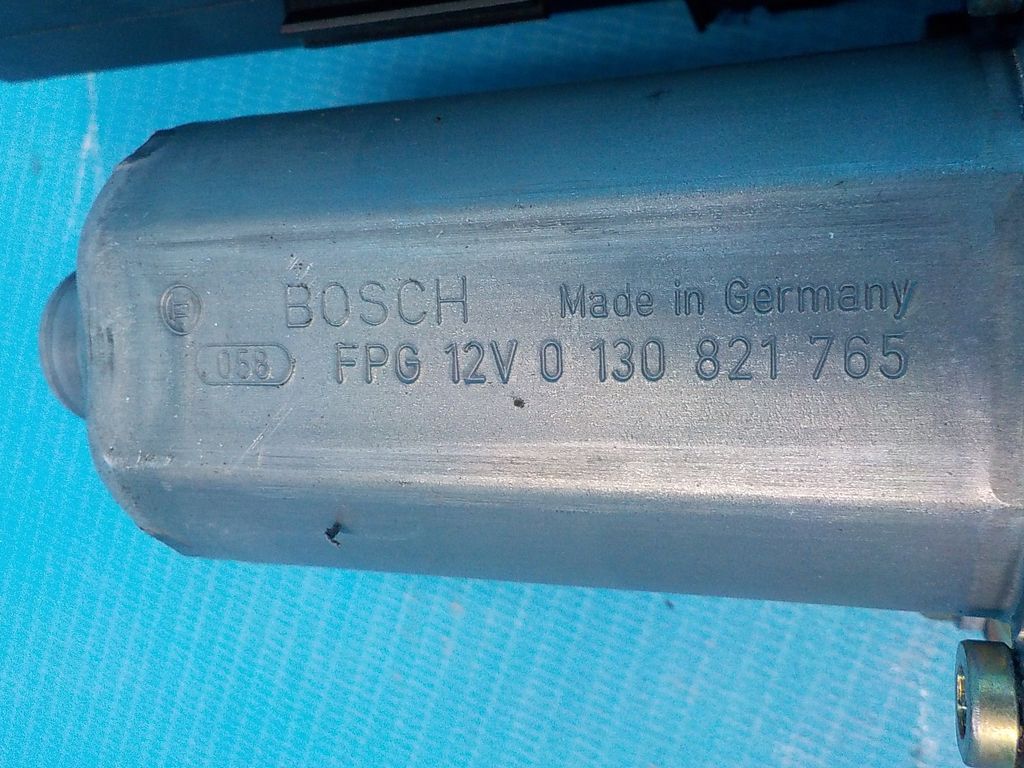 BOSCH Made in Germany
058 FPG 12V 0 130 821 765